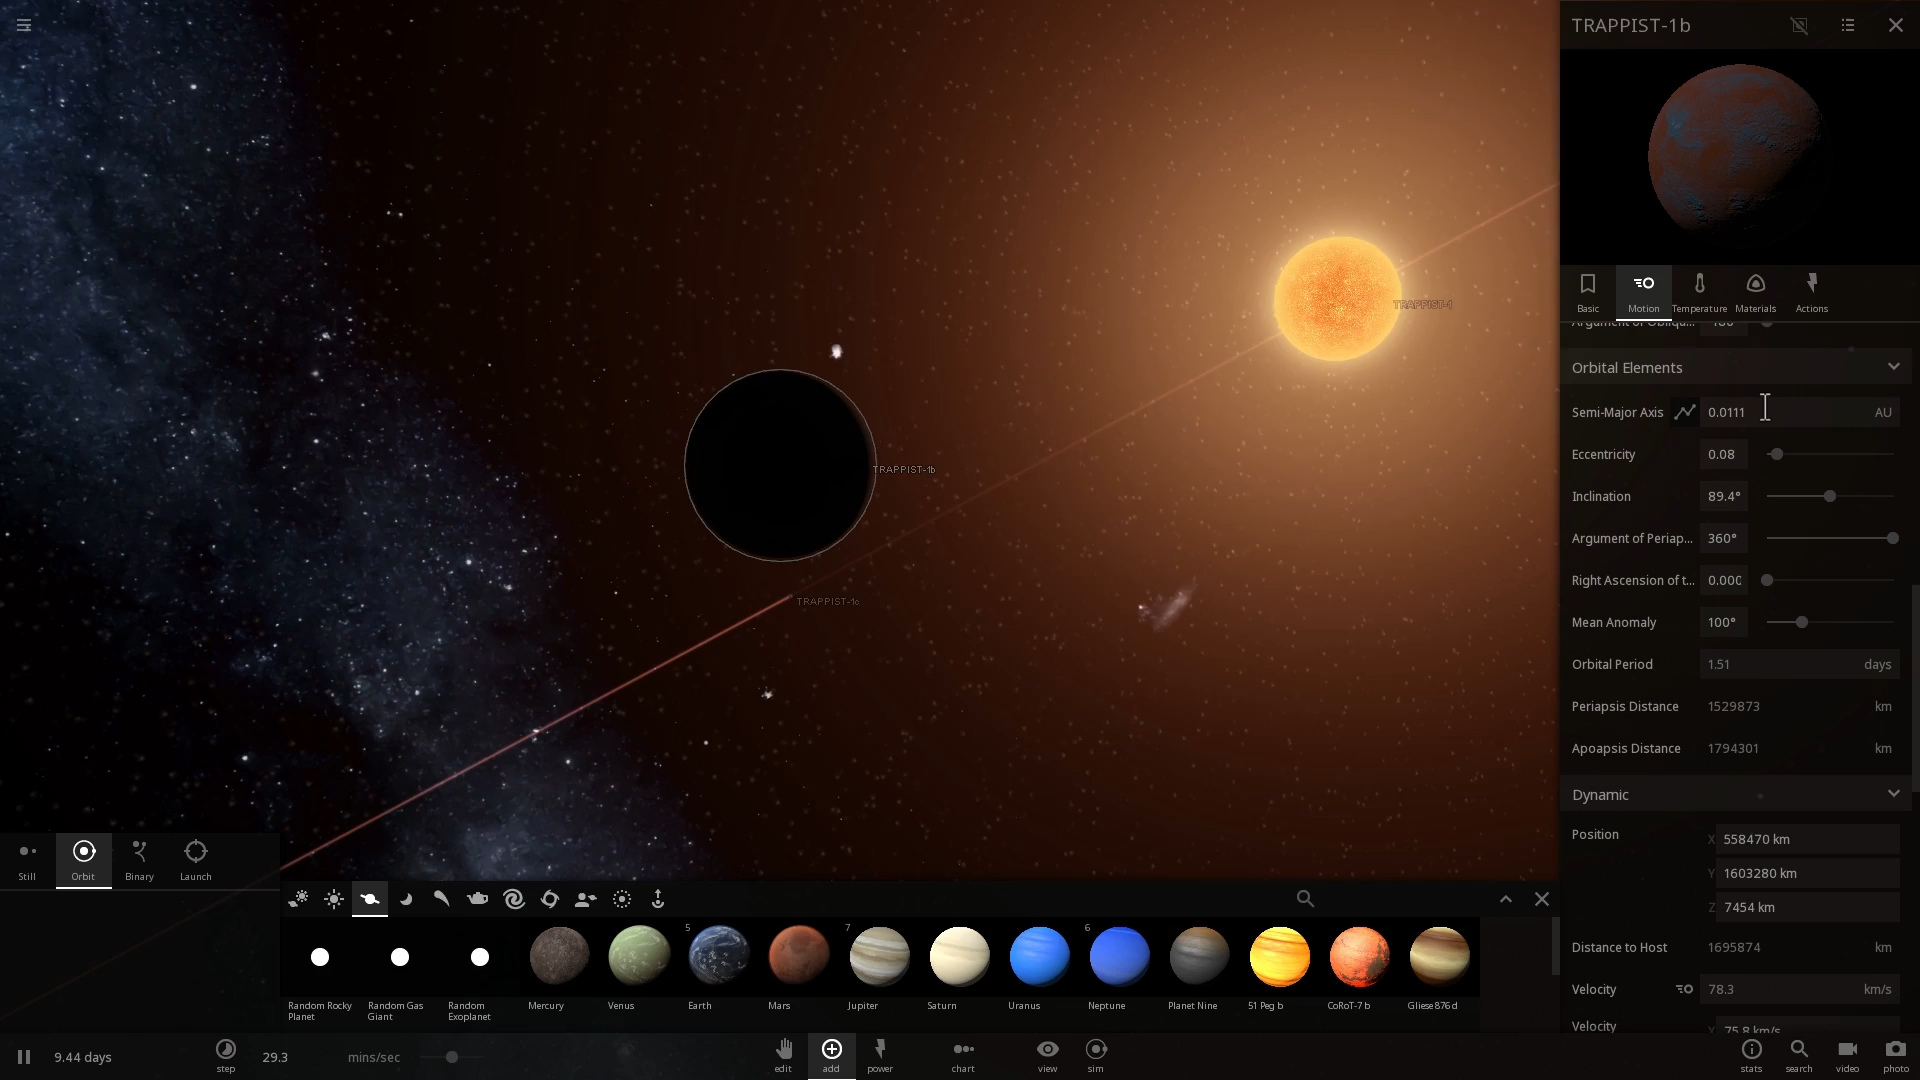 TRAPPIST-1b
Basic
Motion
Temperature
Materials
Actions
Orbital Elements
Semi-Major Axis 0.0111 AU
Eccentricity 0.08
Inclination 89.4°
Argument of Periap... 360°
Right Ascension of t... 0.000
Mean Anomaly 100°
Orbital Period 1.51 days
Periapsis Distance 1529873 km
Apoapsis Distance 1794301 km
Dynamic
Position X 558470 km
Y 1603280 km
Z 7454 km
Distance to Host 1695874 km
Velocity 78.3 km/s
Velocity X 75.8 km/s
TRAPPIST-1
TRAPPIST-1b
TRAPPIST-1c
Still
Orbit
Binary
Launch
5
7
6
Random Rocky Planet
Random Gas Giant
Random Exoplanet
Mercury
Venus
Earth
Mars
Jupiter
Saturn
Uranus
Neptune
Planet Nine
51 Peg b
CoRoT-7 b
Gliese 876 d
9.44 days
step
29.3 mins/sec
edit
add
power
chart
view
sim
stats
search
video
photo